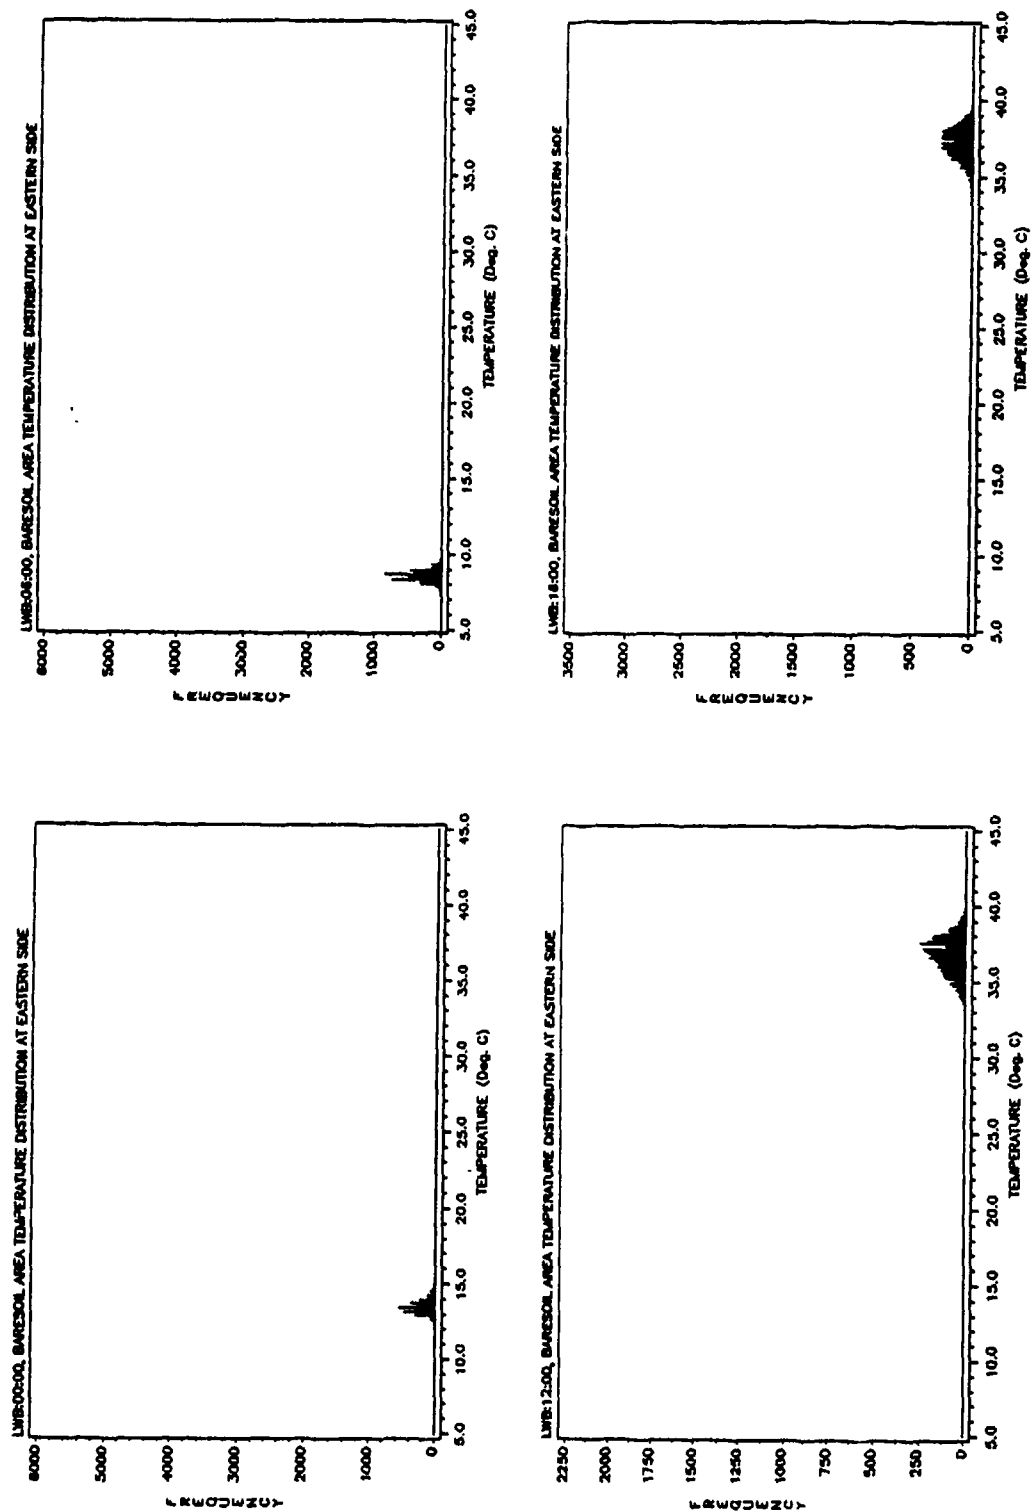 LWB:00:00, BARESOIL AREA TEMPERATURE DISTRIBUTION AT EASTERN SIDE
FREQUENCY
6000
5000
4000
3000
2000
1000
0
5.0 10.0 15.0 20.0 25.0 30.0 35.0 40.0 45.0
TEMPERATURE (Deg. C)
LWB:06:00, BARESOIL AREA TEMPERATURE DISTRIBUTION AT EASTERN SIDE
FREQUENCY
6000
5000
4000
3000
2000
1000
0
5.0 10.0 15.0 20.0 25.0 30.0 35.0 40.0 45.0
TEMPERATURE (Deg. C)
LWB:12:00, BARESOIL AREA TEMPERATURE DISTRIBUTION AT EASTERN SIDE
FREQUENCY
2250
2000
1750
1500
1250
1000
750
500
250
0
5.0 10.0 15.0 20.0 25.0 30.0 35.0 40.0 45.0
TEMPERATURE (Deg. C)
LWB:18:00, BARESOIL AREA TEMPERATURE DISTRIBUTION AT EASTERN SIDE
FREQUENCY
3500
3000
2500
2000
1500
1000
500
0
5.0 10.0 15.0 20.0 25.0 30.0 35.0 40.0 45.0
TEMPERATURE (Deg. C)